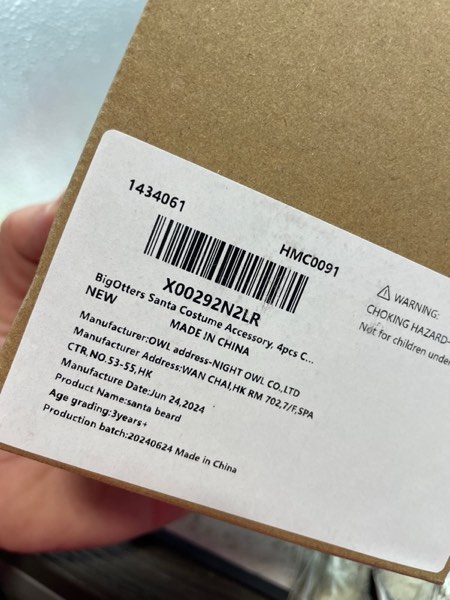 1434061
HMC0091
X00292N2LR
BigOtters Santa Costume Accessory, 4pcs C...
NEW
MADE IN CHINA
Manufacturer:OWL address-NIGHT OWL CO.,LTD
Manufacturer Address:WAN CHAI,HK RM 702,7/F,SPA
CTR.NO.53-55,HK
Manufacture Date:Jun 24,2024
Product Name:santa beard
Age grading:3years+
Production batch:20240624 Made in China
WARNING:
CHOKING HAZARD-
Not for children unde